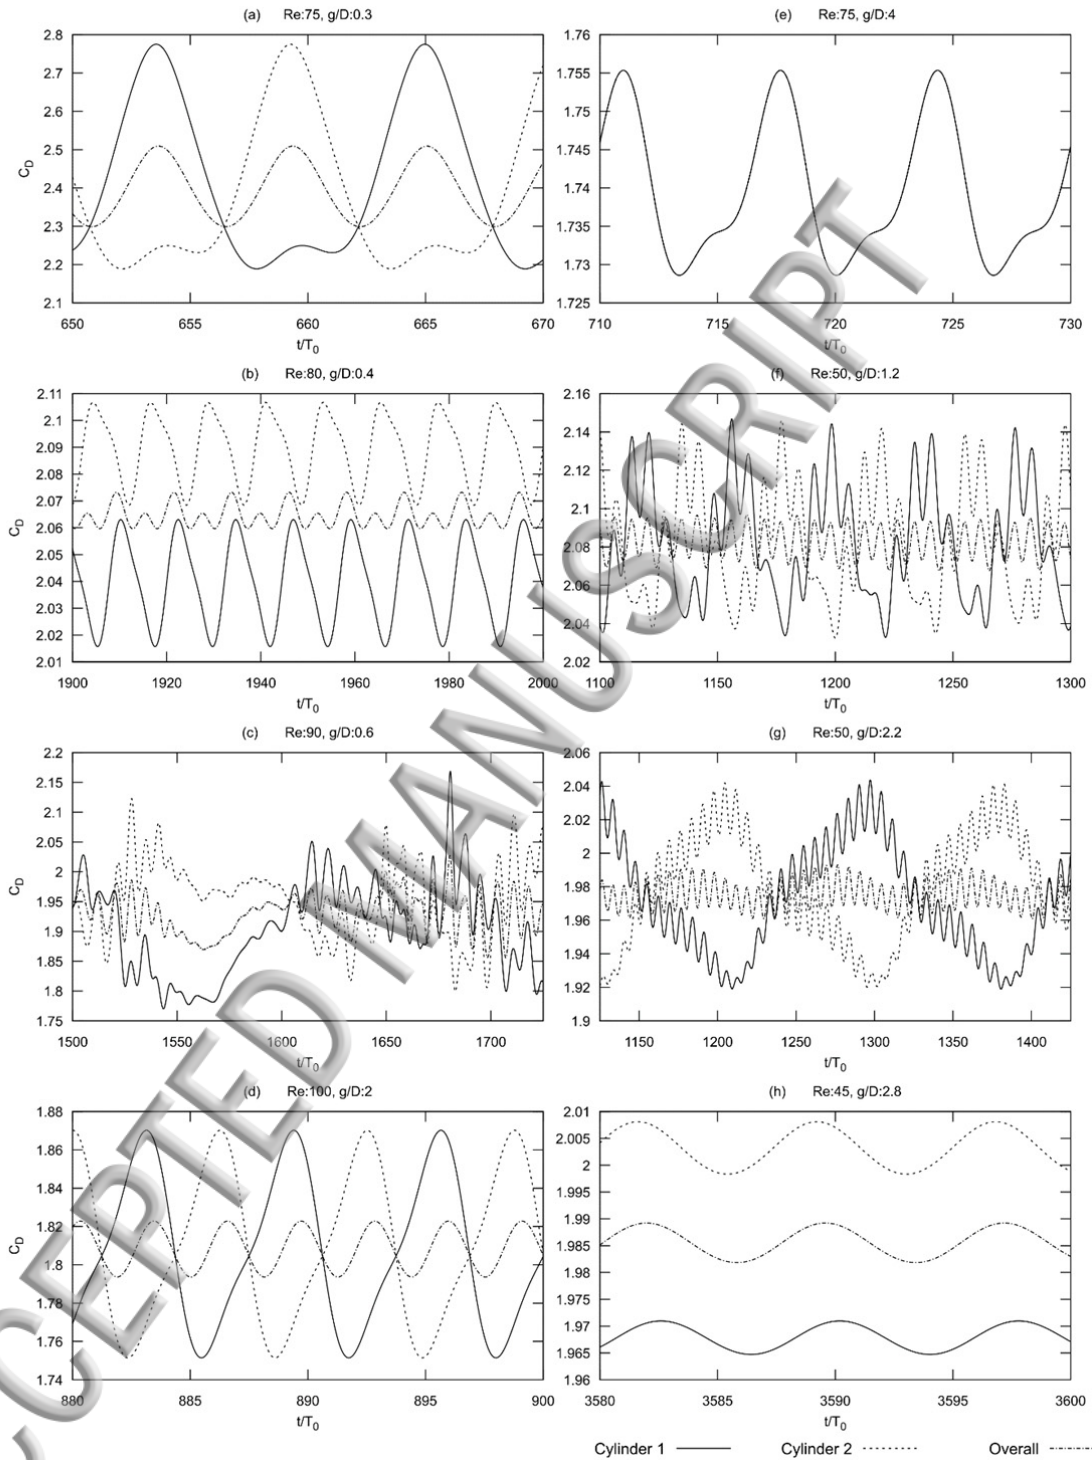 (a) Re:75, g/D:0.3
2.8
2.7
2.6
2.5
2.4
2.3
2.2
2.1
C_D
650 655 660 665 670
t/T_0
(e) Re:75, g/D:4
1.76
1.755
1.75
1.745
1.74
1.735
1.73
1.725
710 715 720 725 730
t/T_0
(b) Re:80, g/D:0.4
2.11
2.1
2.09
2.08
2.07
2.06
2.05
2.04
2.03
2.02
2.01
C_D
1900 1920 1940 1960 1980 2000
t/T_0
(f) Re:50, g/D:1.2
2.16
2.14
2.12
2.1
2.08
2.06
2.04
2.02
1100 1150 1200 1250 1300
t/T_0
(c) Re:90, g/D:0.6
2.2
2.15
2.1
2.05
2
1.95
1.9
1.85
1.8
1.75
C_D
1500 1550 1600 1650 1700
t/T_0
(g) Re:50, g/D:2.2
2.06
2.04
2.02
2
1.98
1.96
1.94
1.92
1.9
1150 1200 1250 1300 1350 1400
t/T_0
(d) Re:100, g/D:2
1.88
1.86
1.84
1.82
1.8
1.78
1.76
1.74
C_D
880 885 890 895 900
t/T_0
(h) Re:45, g/D:2.8
2.01
2.005
2
1.995
1.99
1.985
1.98
1.975
1.97
1.965
1.96
3580 3585 3590 3595 3600
t/T_0
Cylinder 1 Cylinder 2 Overall
CCEPTED MANUSCRIPT